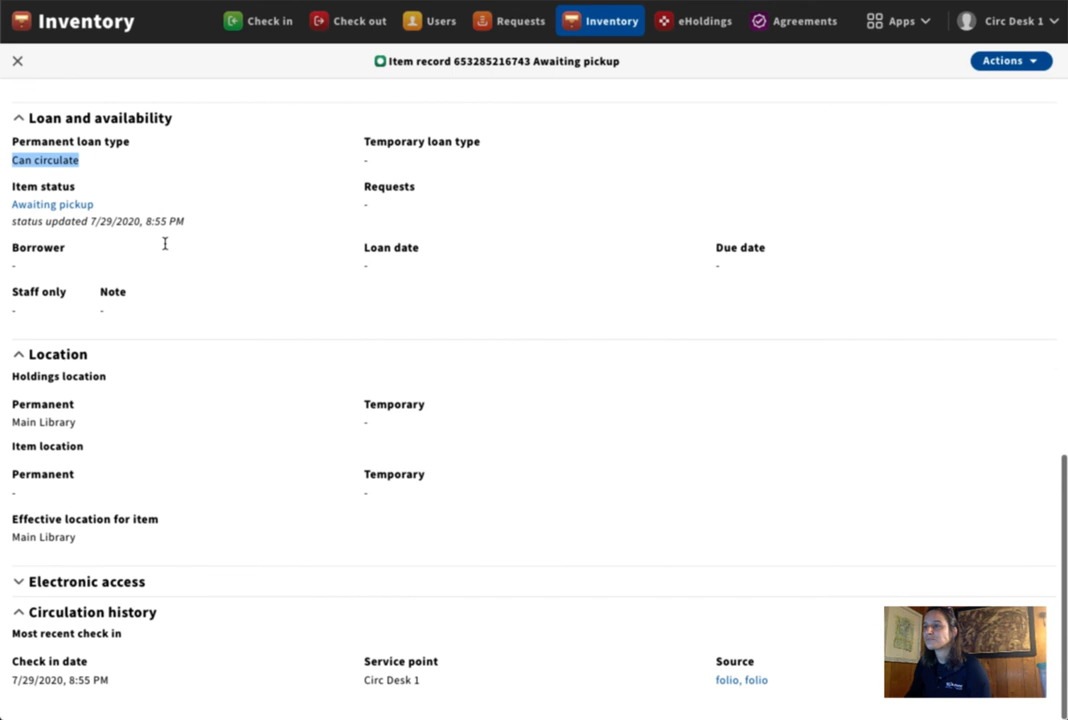 Inventory Check in Check out Users Requests Inventory eHoldings Agreements Apps Circ Desk 1
Item record 653285216743 Awaiting pickup Actions
Loan and availability
Permanent loan type Temporary loan type
Can circulate -
Item status Requests
Awaiting pickup -
status updated 7/29/2020, 8:55 PM
Borrower Loan date Due date
- - -
Staff only Note
- -
Location
Holdings location
Permanent Temporary
Main Library -
Item location
Permanent Temporary
- -
Effective location for item
Main Library
Electronic access
Circulation history
Most recent check in
Check in date Service point Source
7/29/2020, 8:55 PM Circ Desk 1 folio, folio